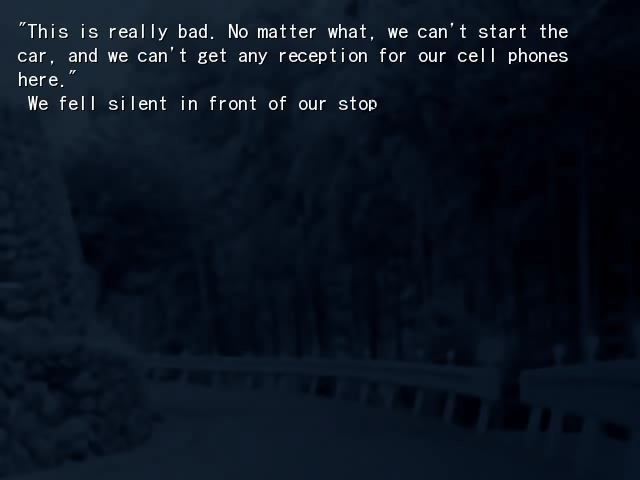 "This is really bad. No matter what, we can't start the
car, and we can't get any reception for our cell phones
here."
We fell silent in front of our stop